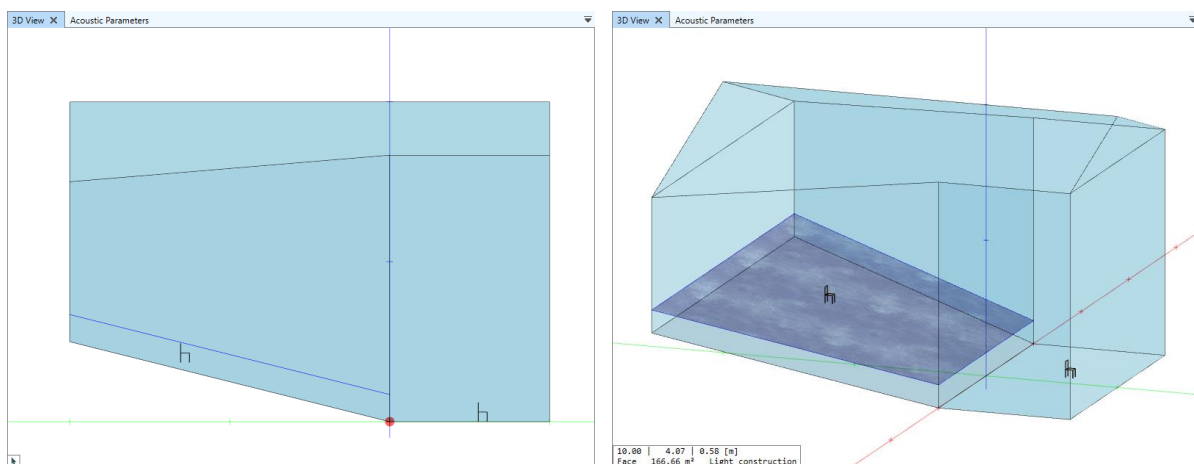 3D View X Acoustic Parameters
3D View X Acoustic Parameters
10.00 | 4.07 | 0.58 [m]
Face 166.66 m² Light construction